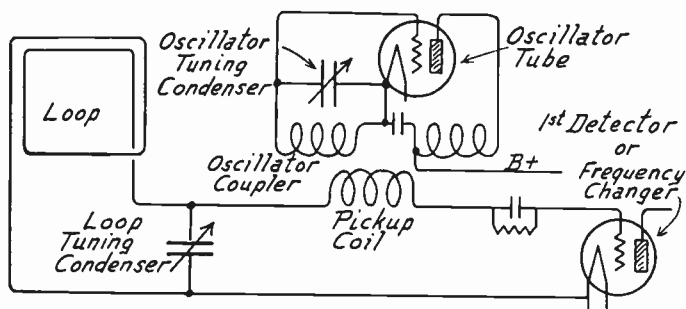 Oscillator
Tuning
Condenser
Oscillator
Tube
Loop
1st Detector
or
Frequency
Changer
Oscillator
Coupler
B+
Pickup
Coil
Loop
Tuning
Condenser